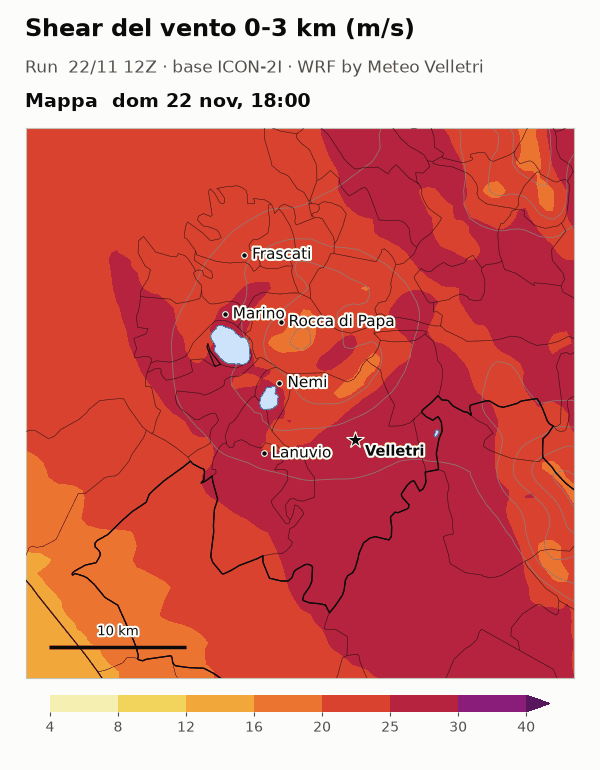 Shear del vento 0-3 km (m/s)
Run  22/11 12Z · base ICON-2I · WRF by Meteo Velletri
Mappa  dom 22 nov, 18:00
Frascati
Marino
Rocca di Papa
Nemi
Velletri
Lanuvio
10 km
4 8 12 16 20 25 30 40